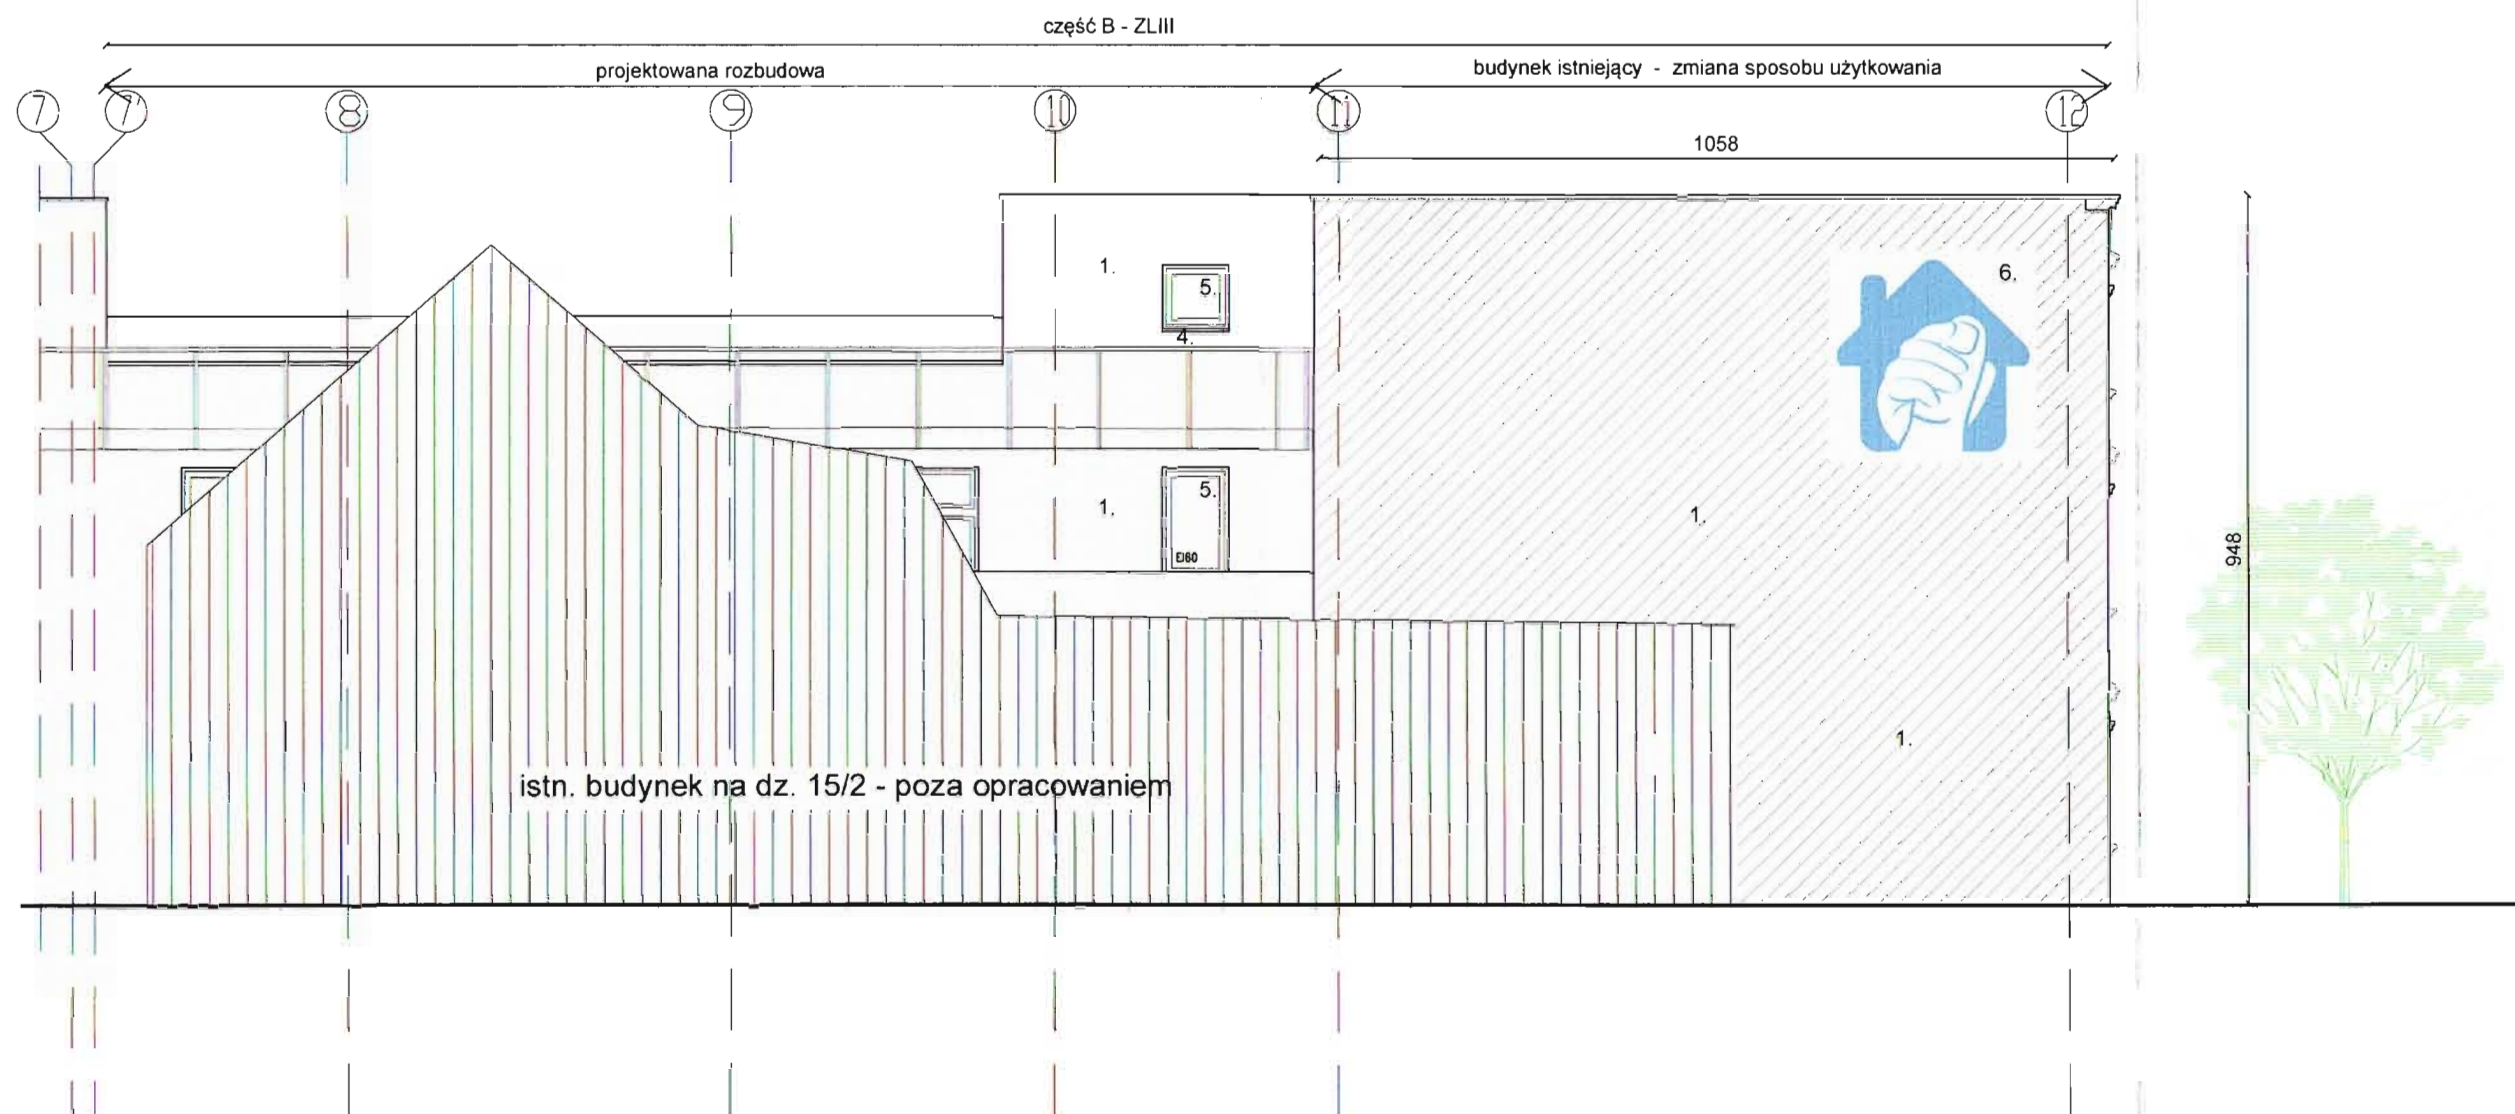 część B - ZLIII
projektowana rozbudowa
budynek istniejący - zmiana sposobu użytkowania
7 7' 8 9 10 11 12
1058
1.
5.
4.
6.
1.
5.
EI60
1.
948
1.
istn. budynek na dz. 15/2 - poza opracowaniem